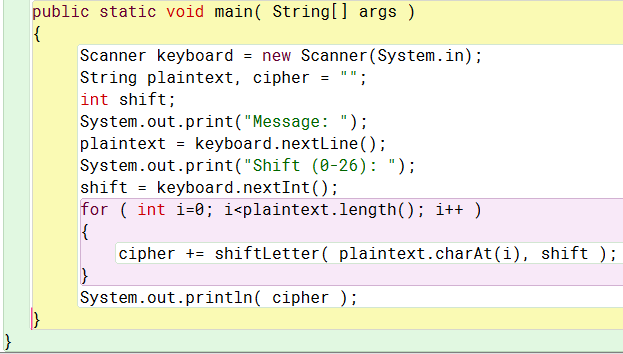 public static void main( String[] args )
{
Scanner keyboard = new Scanner(System.in);
String plaintext, cipher = "";
int shift;
System.out.print("Message: ");
plaintext = keyboard.nextLine();
System.out.print("Shift (0-26): ");
shift = keyboard.nextInt();
for ( int i=0; i<plaintext.length(); i++ )
{
cipher += shiftLetter( plaintext.charAt(i), shift );
}
System.out.println( cipher );
}
}